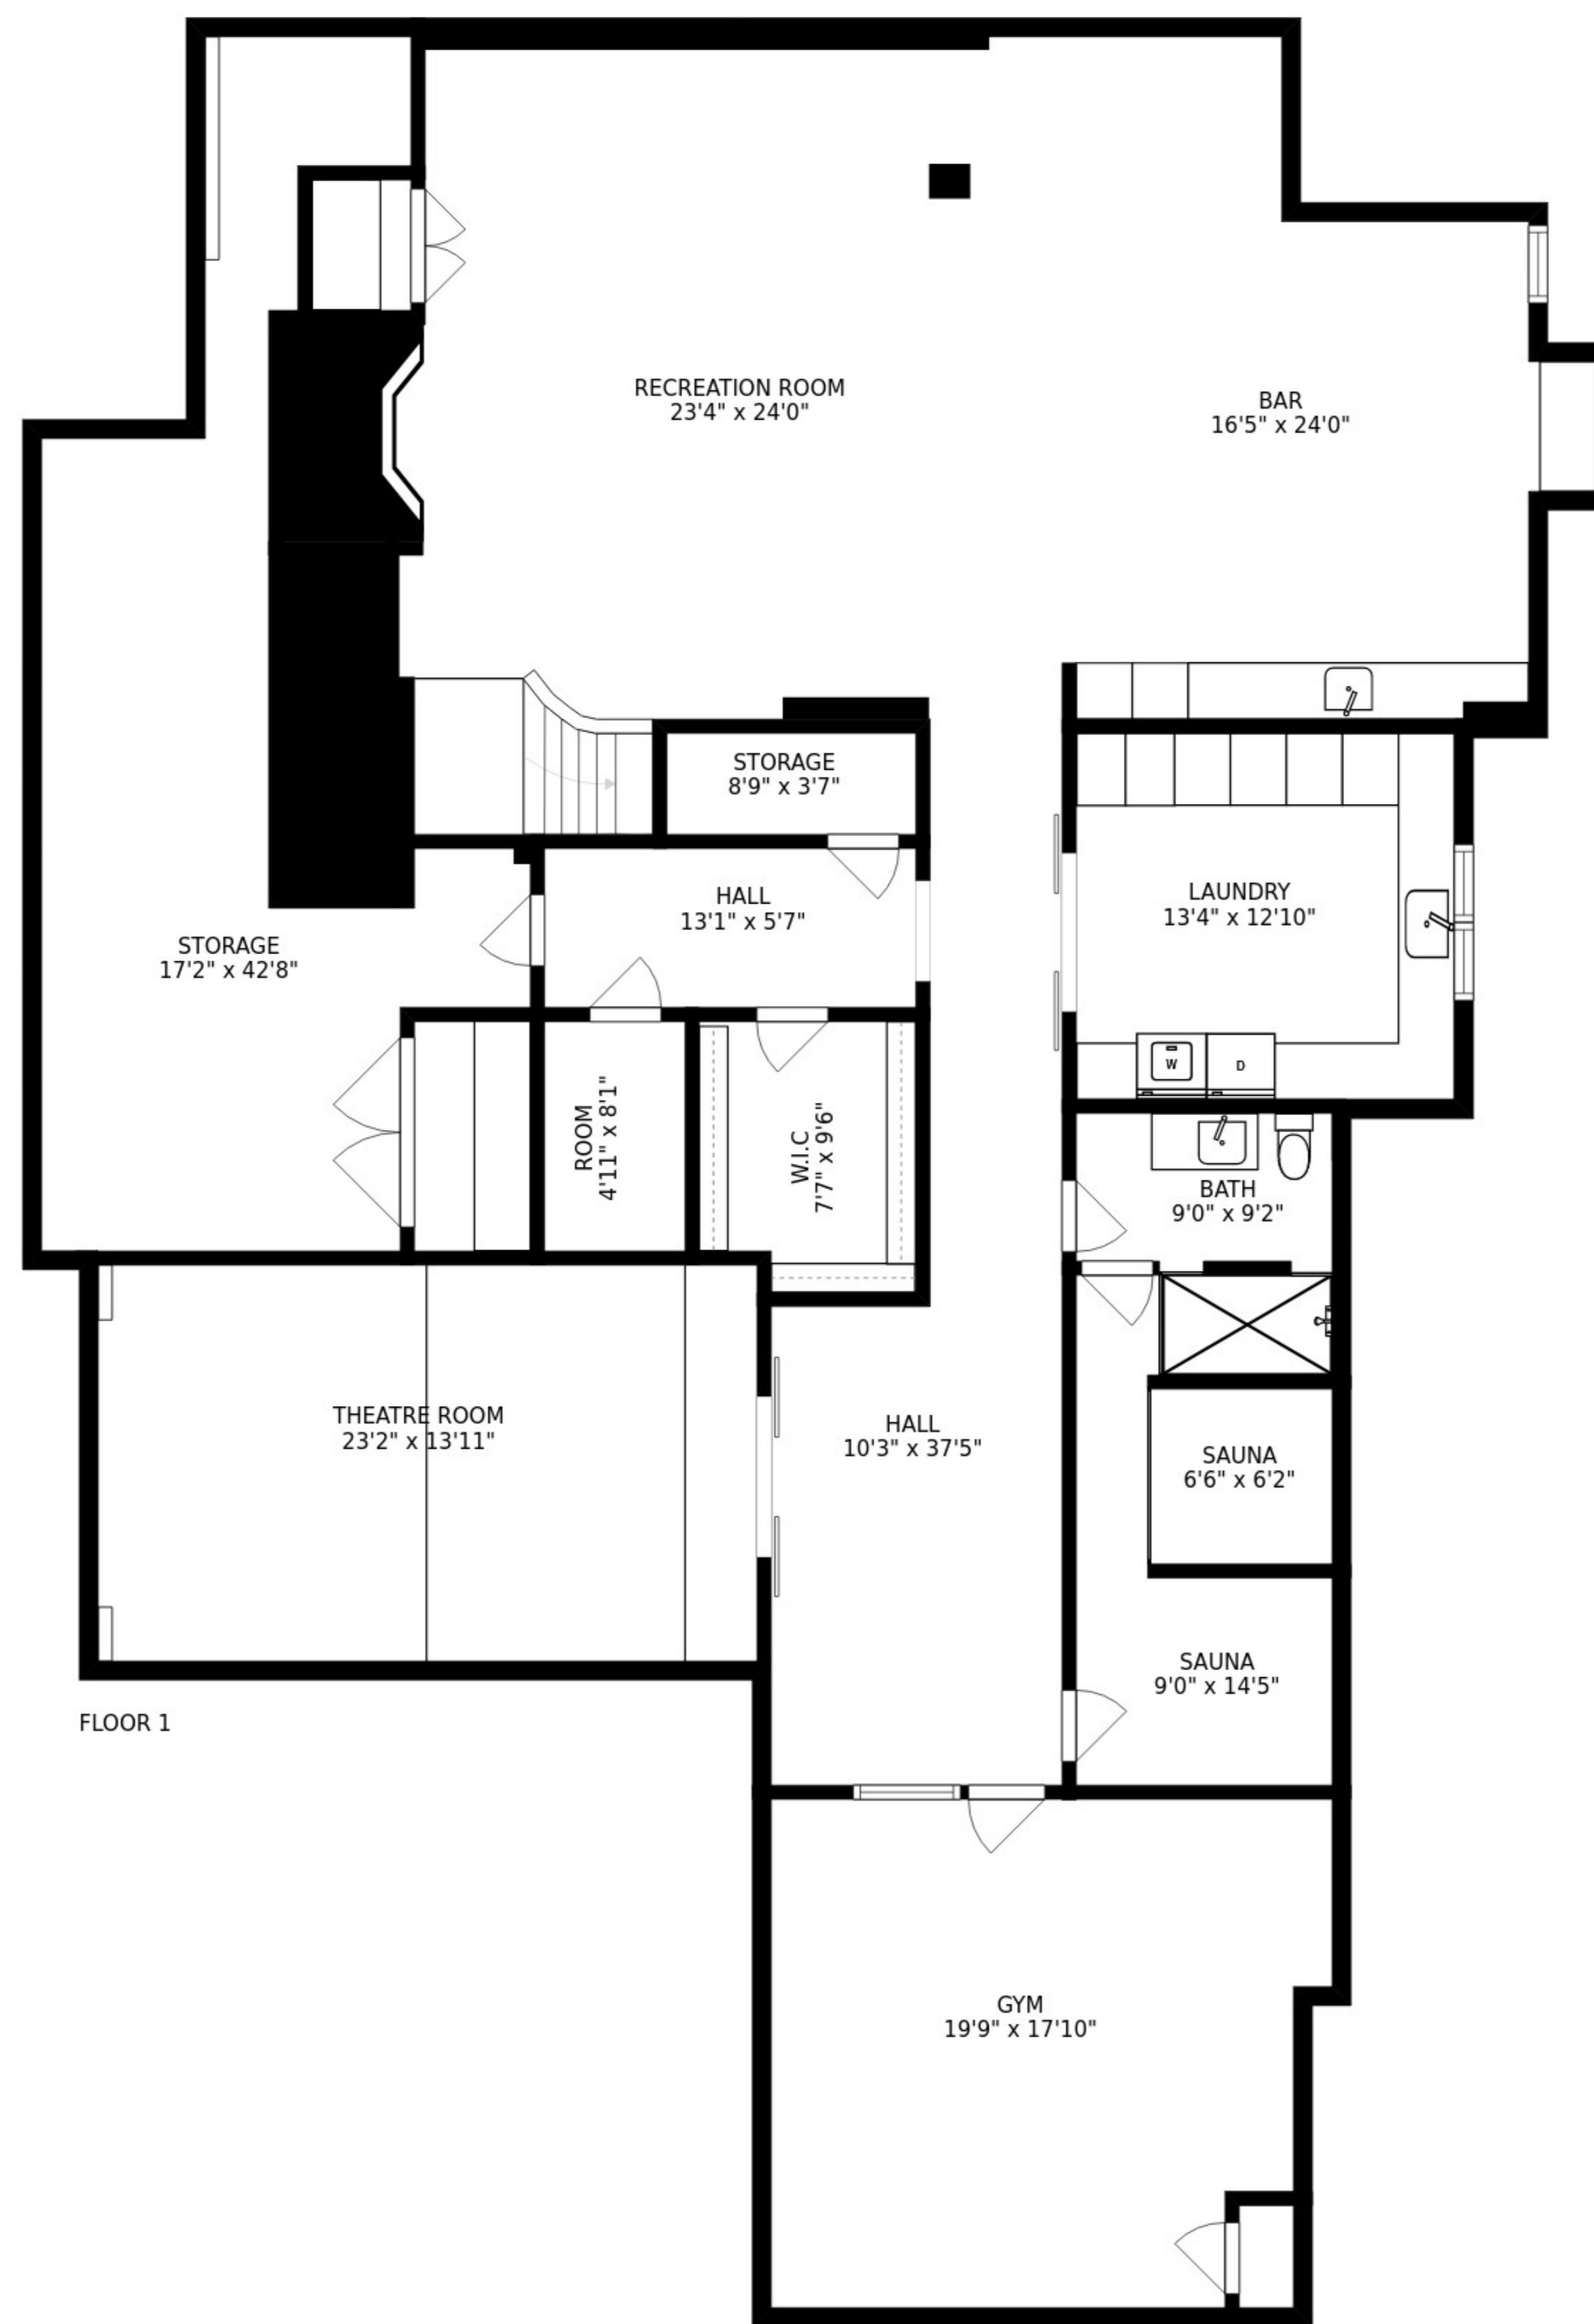 RECREATION ROOM
23'4" x 24'0"
BAR
16'5" x 24'0"
STORAGE
8'9" x 3'7"
HALL
13'1" x 5'7"
LAUNDRY
13'4" x 12'10"
STORAGE
17'2" x 42'8"
W
D
ROOM
4'11" x 8'1"
W.I.C
7'7" x 9'6"
BATH
9'0" x 9'2"
THEATRE ROOM
23'2" x 13'11"
HALL
10'3" x 37'5"
SAUNA
6'6" x 6'2"
SAUNA
9'0" x 14'5"
FLOOR 1
GYM
19'9" x 17'10"